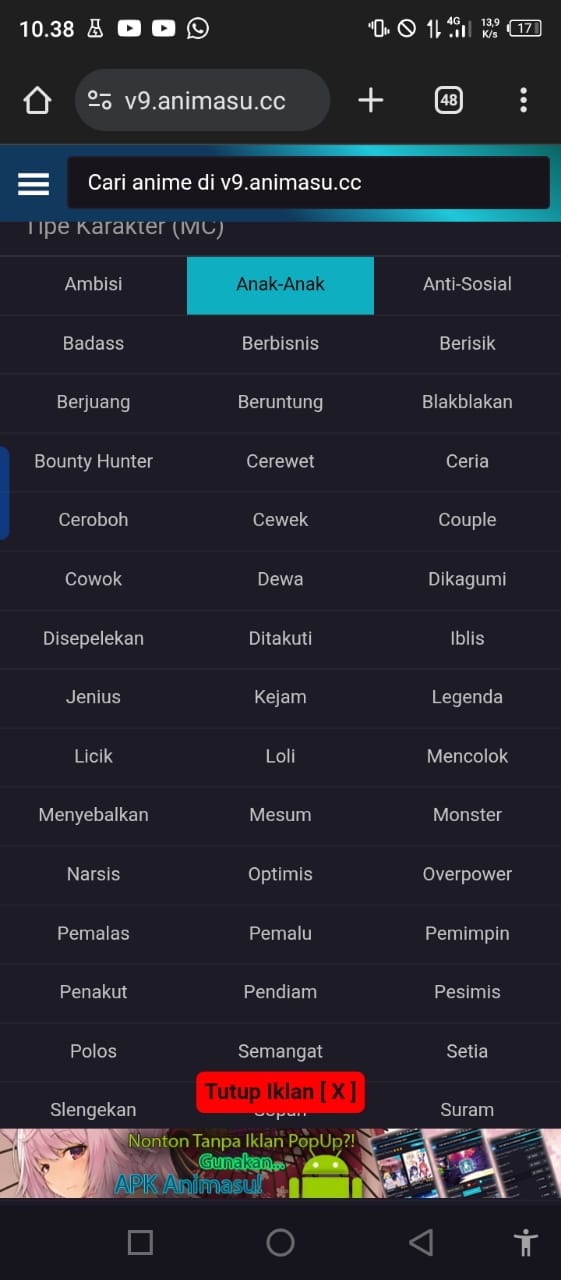 10.38
4G
13,9
K/s
17
v9.animasu.cc
48
Cari anime di v9.animasu.cc
Tipe Karakter (MC)
Ambisi Anak-Anak Anti-Sosial
Badass Berbisnis Berisik
Berjuang Beruntung Blakblakan
Bounty Hunter Cerewet Ceria
Ceroboh Cewek Couple
Cowok Dewa Dikagumi
Disepelekan Ditakuti Iblis
Jenius Kejam Legenda
Licik Loli Mencolok
Menyebalkan Mesum Monster
Narsis Optimis Overpower
Pemalas Pemalu Pemimpin
Penakut Pendiam Pesimis
Polos Semangat Setia
Tutup Iklan [ X ]
Slengekan Suram
Nonton Tanpa Iklan PopUp?!
Gunakan...
APK Animasu!